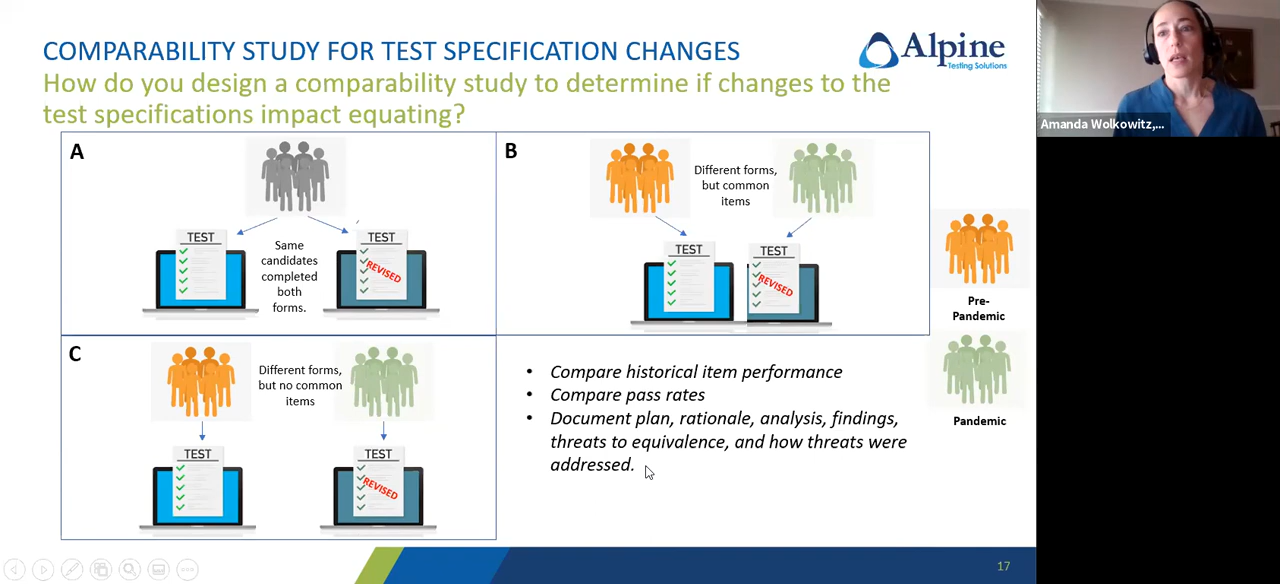 COMPARABILITY STUDY FOR TEST SPECIFICATION CHANGES
How do you design a comparability study to determine if changes to the
test specifications impact equating?
Alpine
Testing Solutions
Amanda Wolkowitz,...
A
TEST
TEST
REVISED
Same
candidates
completed
both
forms.
B
Different forms,
but common
items
TEST
TEST
REVISED
Pre-
Pandemic
Pandemic
C
Different forms,
but no common
items
TEST
TEST
REVISED
• Compare historical item performance
• Compare pass rates
• Document plan, rationale, analysis, findings,
threats to equivalence, and how threats were
addressed.
17